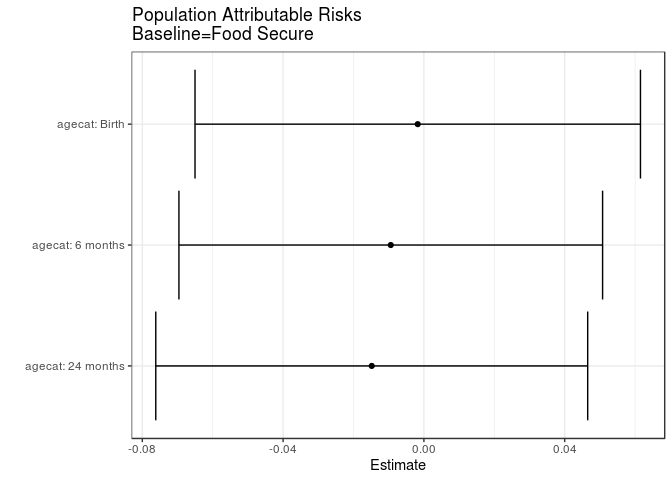 Population Attributable Risks
Baseline=Food Secure
agecat: Birth
agecat: 6 months
agecat: 24 months
-0.08 -0.04 0.00 0.04
Estimate